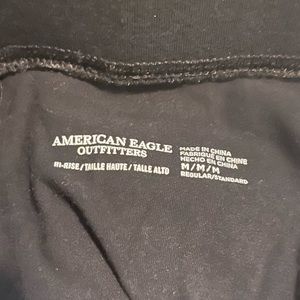 AMERICAN EAGLE
OUTFITTERS
HI-RISE / TAILLE HAUTE / TALLE ALTO
MADE IN CHINA
FABRIQUÉ EN CHINE
HECHO EN CHINA
M/M/M
REGULAR/STANDARD